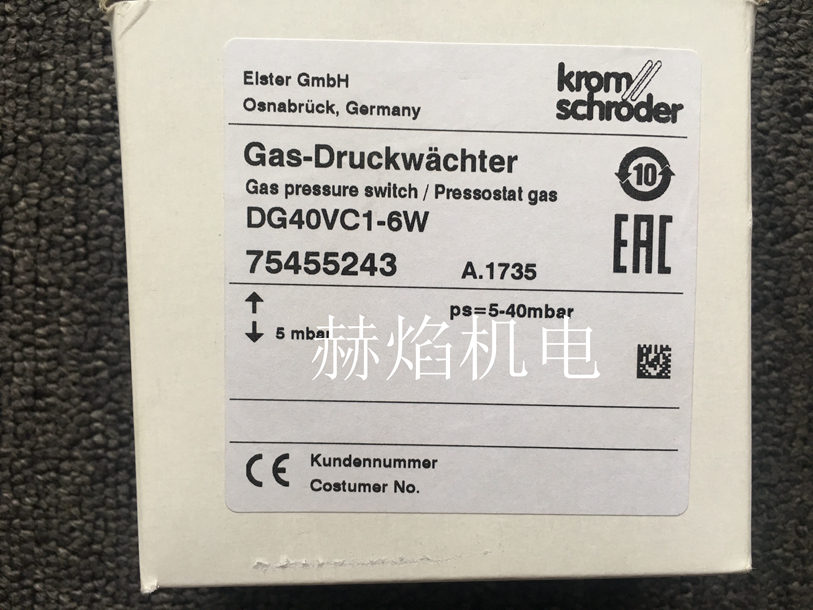 Elster GmbH
Osnabrück, Germany
krom
schroder
Gas-Druckwächter
Gas pressure switch / Pressostat gas
10
DG40VC1-6W
EAC
75455243 A.1735
ps=5-40mbar
5 mbar
赫焰机电
CE
Kundennummer
Costumer No.